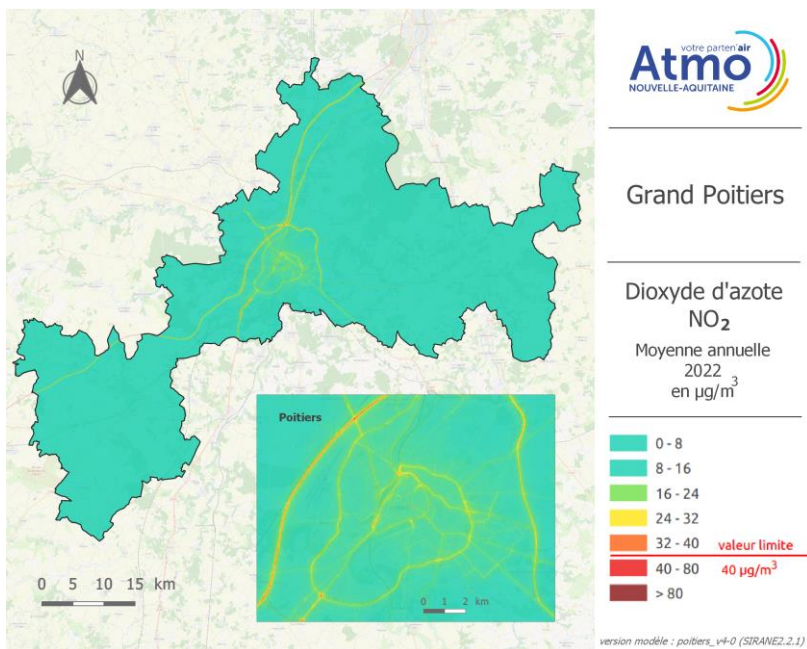 N
votre parten'air
Atmo
NOUVELLE-AQUITAINE
Grand Poitiers
Dioxyde d'azote
NO₂
Moyenne annuelle
2022
en µg/m³
0 - 8
8 - 16
16 - 24
24 - 32
32 - 40 valeur limite
40 - 80 40 µg/m³
> 80
Poitiers
0 1 2 km
0 5 10 15 km
version modèle : poitiers_v4-0 (SIRANE2.2.1)